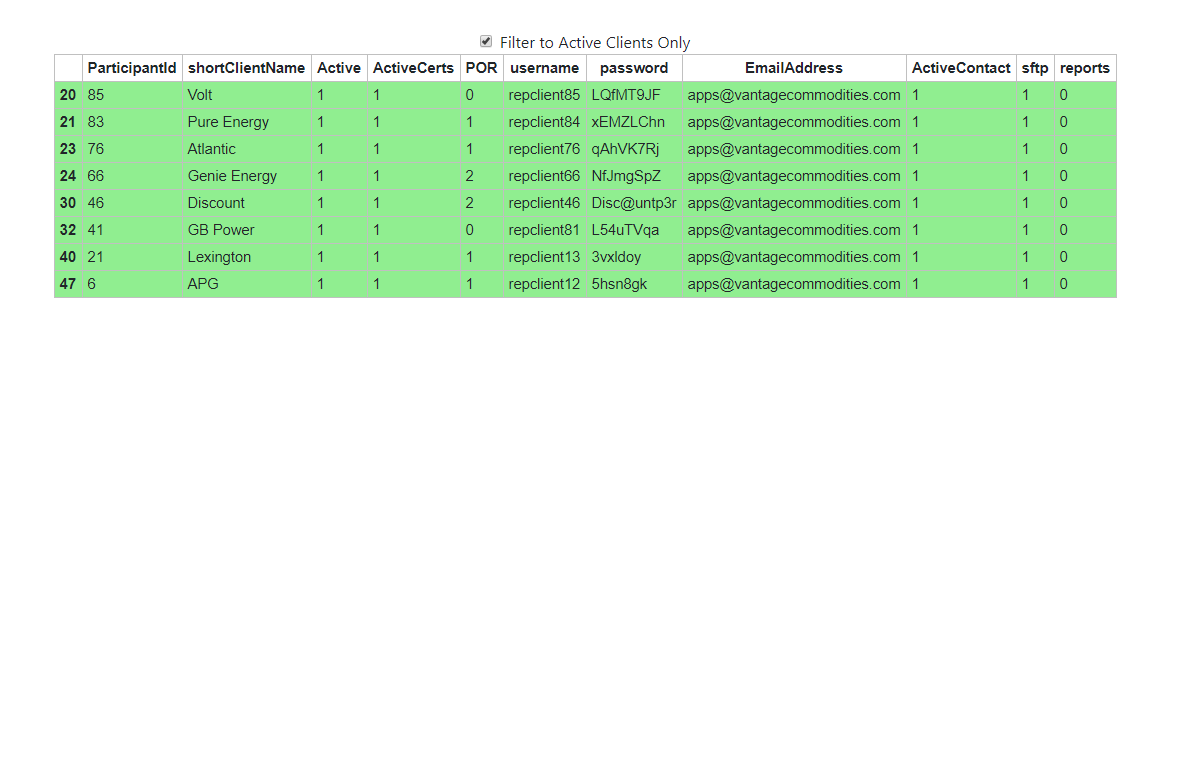 Filter to Active Clients Only
ParticipantId shortClientName Active ActiveCerts POR username password EmailAddress ActiveContact sftp reports
20 85 Volt 1 1 0 repclient85 LQfMT9JF apps@vantagecommodities.com 1 1 0
21 83 Pure Energy 1 1 1 repclient84 xEMZLChn apps@vantagecommodities.com 1 1 0
23 76 Atlantic 1 1 1 repclient76 qAhVK7Rj apps@vantagecommodities.com 1 1 0
24 66 Genie Energy 1 1 2 repclient66 NfJmgSpZ apps@vantagecommodities.com 1 1 0
30 46 Discount 1 1 2 repclient46 Disc@untp3r apps@vantagecommodities.com 1 1 0
32 41 GB Power 1 1 0 repclient81 L54uTVqa apps@vantagecommodities.com 1 1 0
40 21 Lexington 1 1 1 repclient13 3vxldoy apps@vantagecommodities.com 1 1 0
47 6 APG 1 1 1 repclient12 5hsn8gk apps@vantagecommodities.com 1 1 0